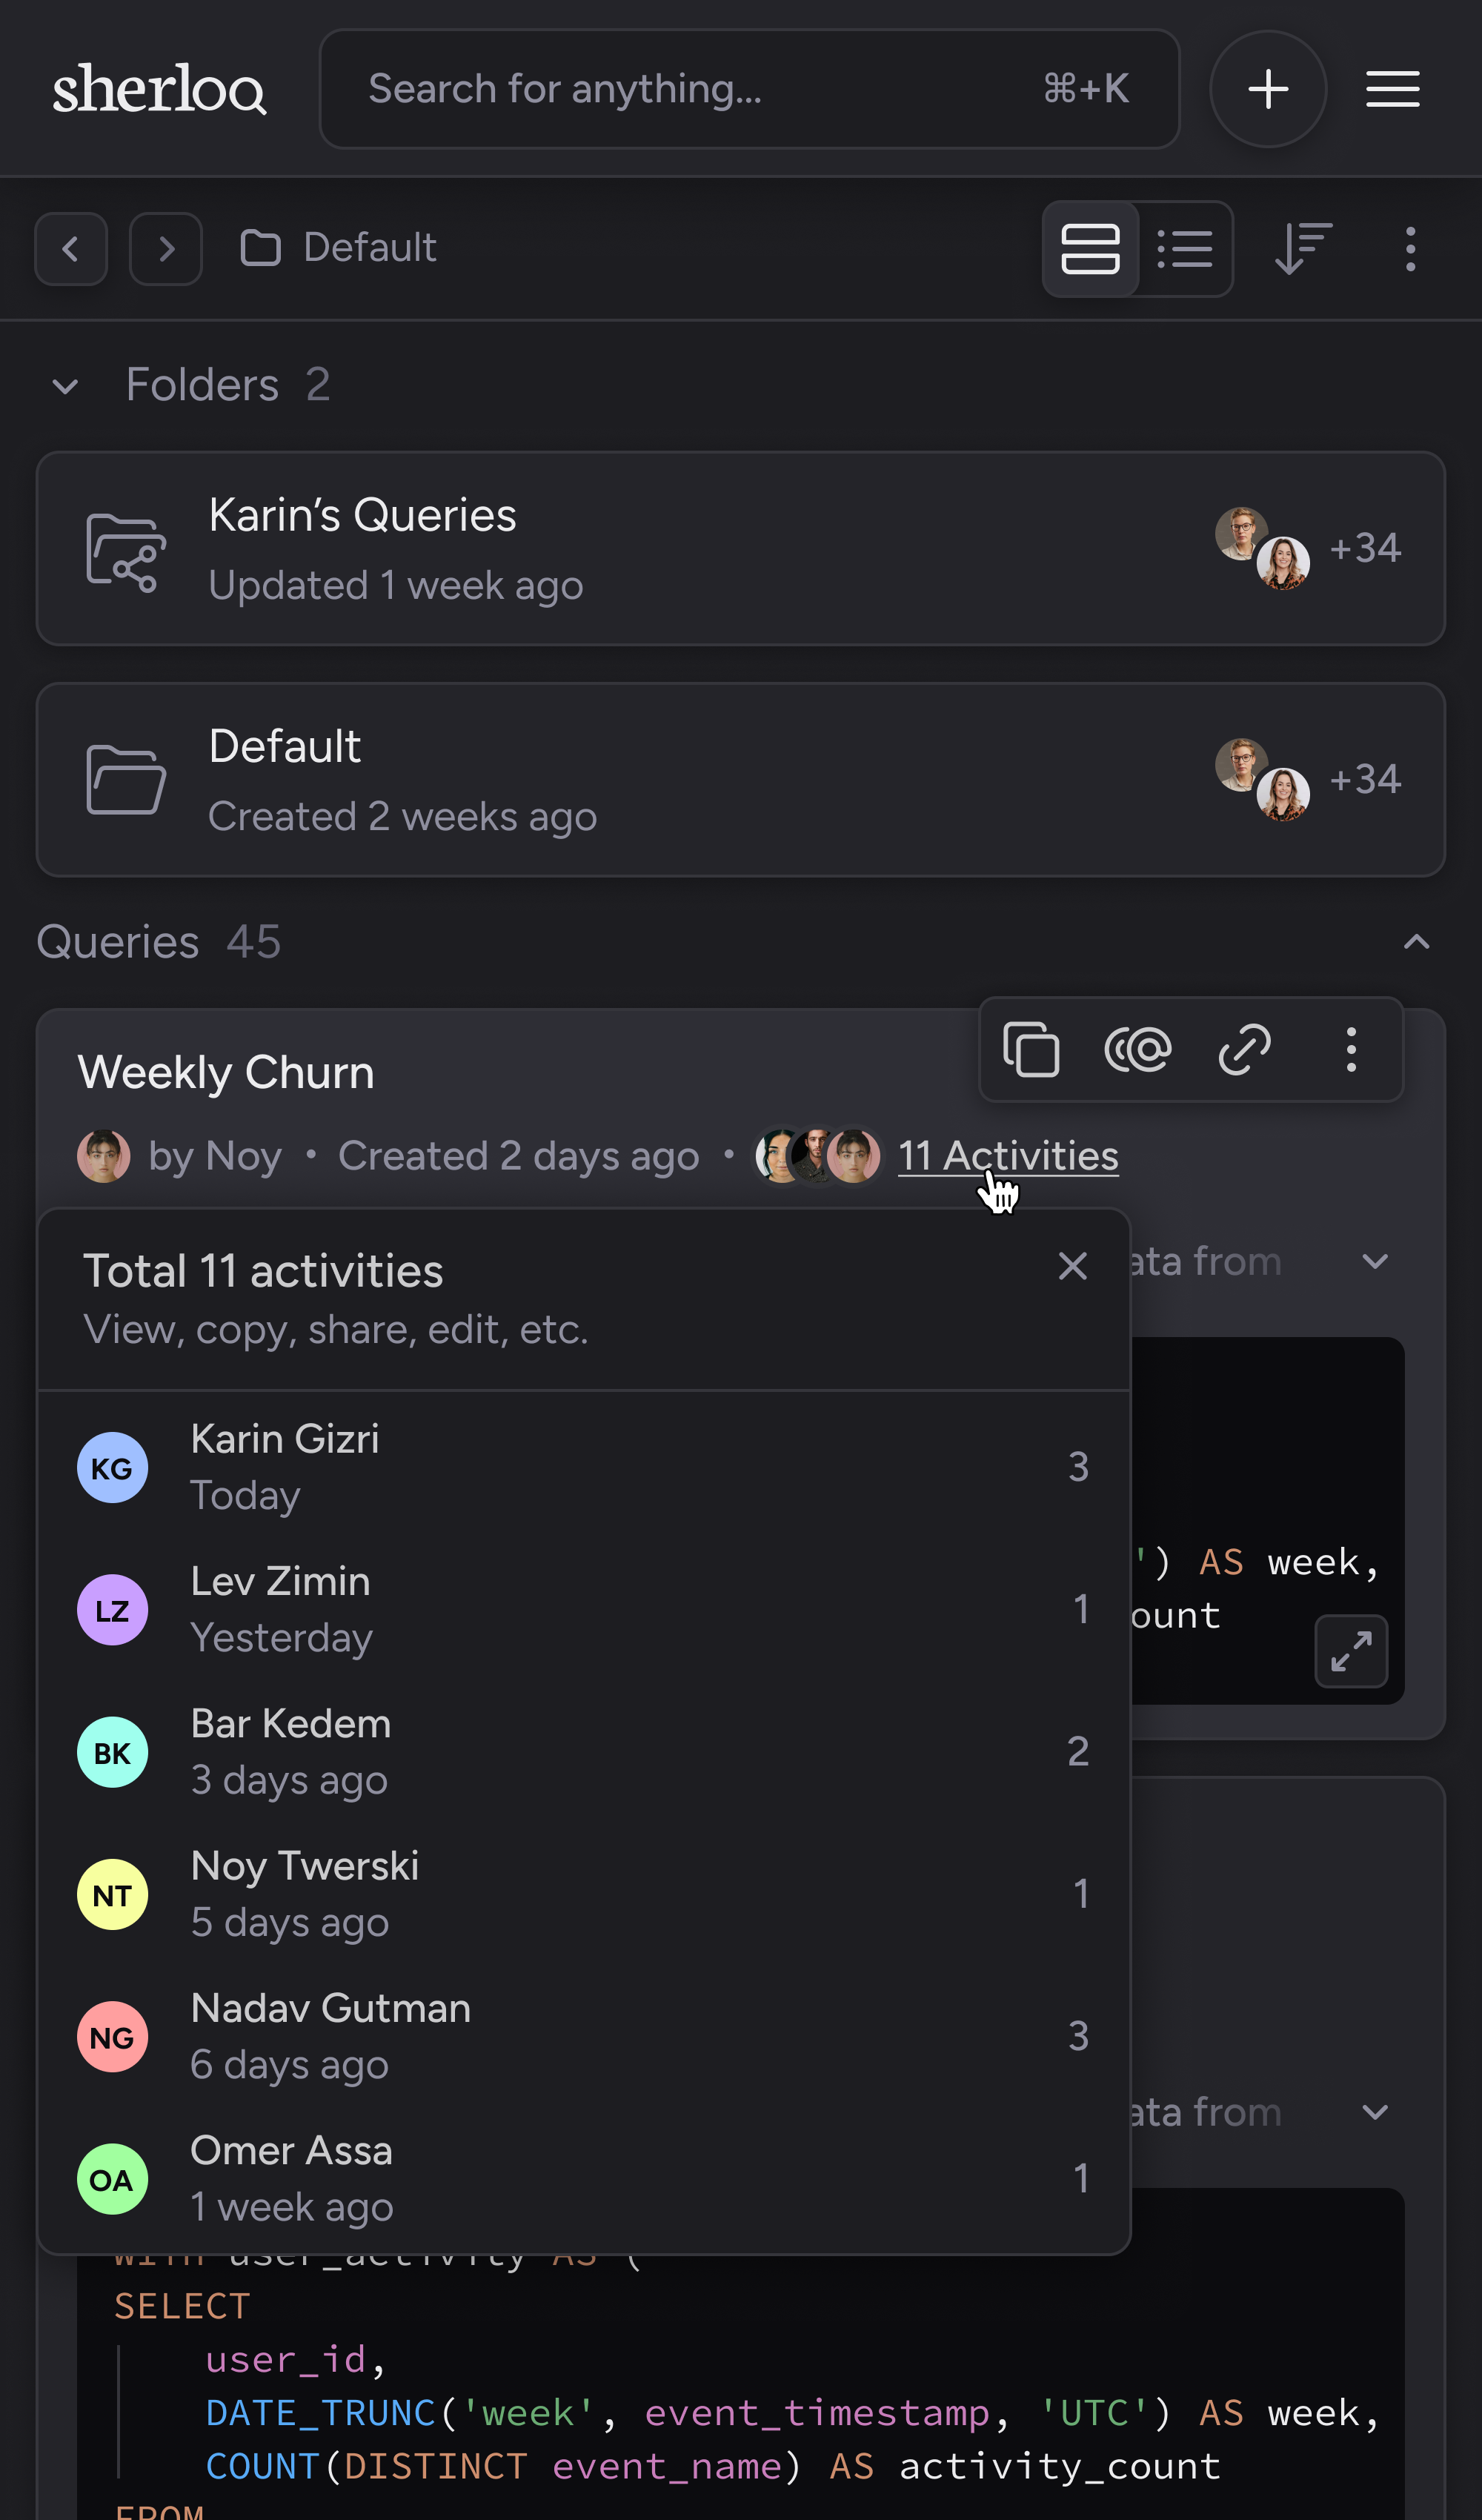 sherloq
Search for anything...
⌘+K
Default
Folders 2
Karin’s Queries
Updated 1 week ago
+34
Default
Created 2 weeks ago
+34
Queries 45
Weekly Churn
by Noy • Created 2 days ago • 11 Activities
from
Total 11 activities
View, copy, share, edit, etc.
KG
Karin Gizri
Today
3
') AS week,
LZ
Lev Zimin
Yesterday
1
BK
Bar Kedem
3 days ago
2
NT
Noy Twerski
5 days ago
1
NG
Nadav Gutman
6 days ago
3
from
OA
Omer Assa
1 week ago
1
WITH user_activity AS (
SELECT
user_id,
DATE_TRUNC('week', event_timestamp, 'UTC') AS week,
COUNT(DISTINCT event_name) AS activity_count
FROM